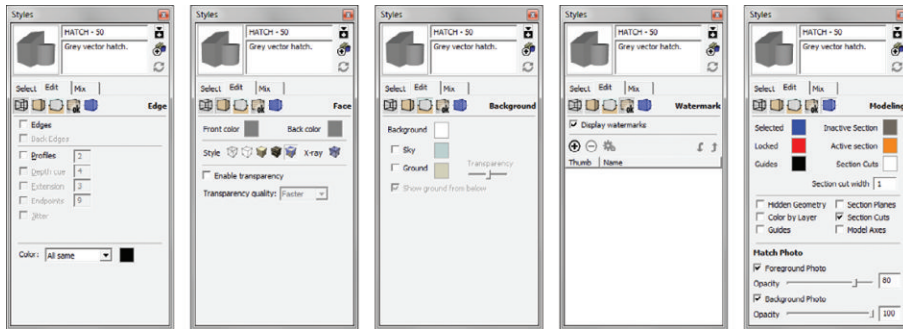 Styles
HATCH - 50
Grey vector hatch.
Select Edit Mix
Edge
Edges
Back Edges
Profiles 2
Depth cue 4
Extension 3
Endpoints 9
Jitter
Color: All same
Styles
HATCH - 50
Grey vector hatch.
Select Edit Mix
Face
Front color Back color
Style X-ray
Enable transparency
Transparency quality: Faster
Styles
HATCH - 50
Grey vector hatch.
Select Edit Mix
Background
Background
Sky
Ground Transparency
Show ground from below
Styles
HATCH - 50
Grey vector hatch.
Select Edit Mix
Watermark
Display watermarks
Thumb Name
Styles
HATCH - 50
Grey vector hatch.
Select Edit Mix
Modeling
Selected Inactive Section
Locked Active section
Guides Section Cuts
Section cut width 1
Hidden Geometry Section Planes
Color by Layer Section Cuts
Guides Model Axes
Match Photo
Foreground Photo
Opacity 80
Background Photo
Opacity 100